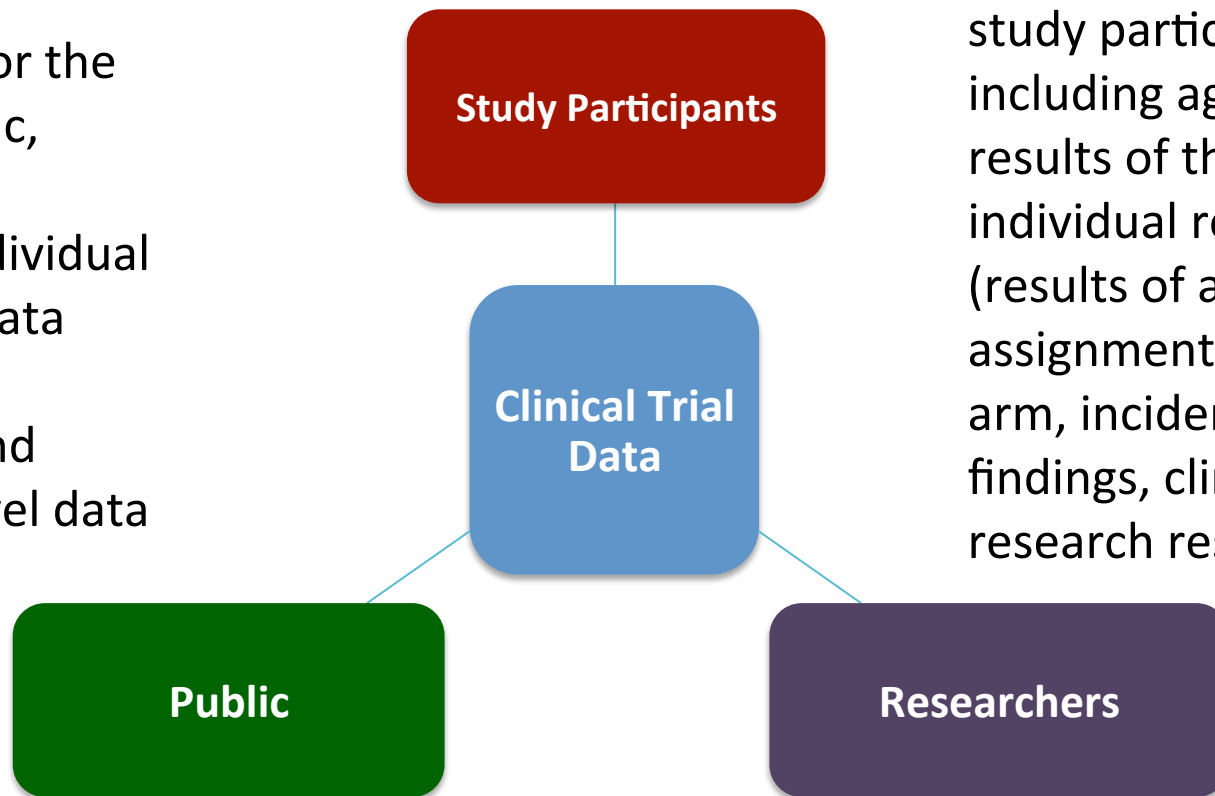 or the
c,
dividual
ata
nd
el data
Study Participants
Clinical Trial
Data
Public
Researchers
study partic
including ag
results of th
individual re
(results of a
assignment
arm, inciden
findings, clin
research res